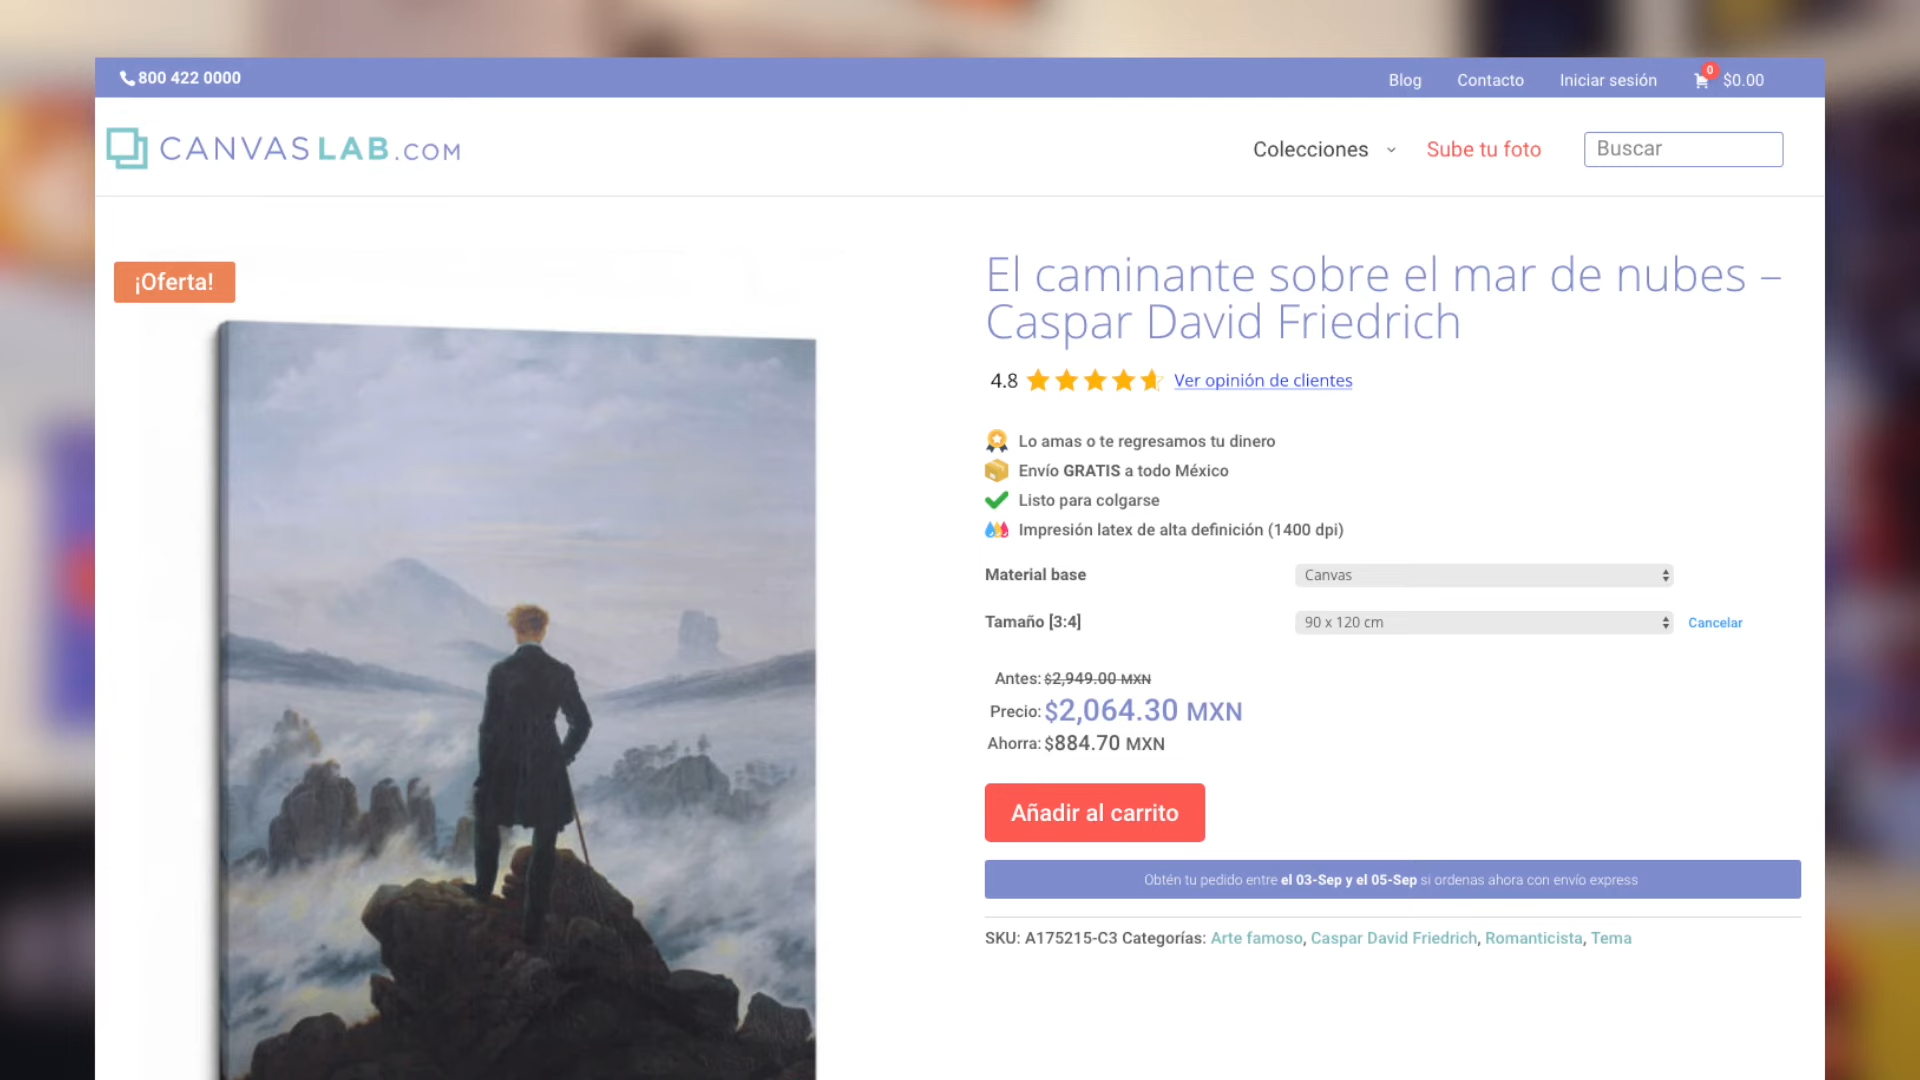 800 422 0000
Blog Contacto Iniciar sesión 0 $0.00
CANVASLAB.COM
Colecciones Sube tu foto Buscar
¡Oferta!
El caminante sobre el mar de nubes –
Caspar David Friedrich
4.8 Ver opinión de clientes
Lo amas o te regresamos tu dinero
Envío GRATIS a todo México
Listo para colgarse
Impresión latex de alta definición (1400 dpi)
Material base Canvas
Tamaño [3:4] 90 x 120 cm Cancelar
Antes: $2,949.00 MXN
Precio: $2,064.30 MXN
Ahorra: $884.70 MXN
Añadir al carrito
Obtén tu pedido entre el 03-Sep y el 05-Sep si ordenas ahora con envío express
SKU: A175215-C3 Categorías: Arte famoso, Caspar David Friedrich, Romanticista, Tema